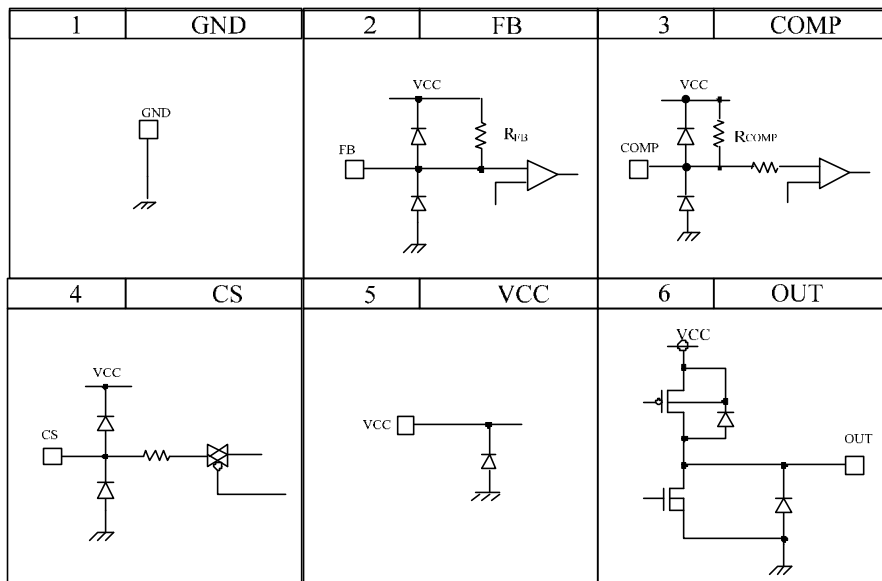 1 GND 2 FB 3 COMP
GND
VCC
FB
RFB
VCC
COMP
RCOMP
4 CS 5 VCC 6 OUT
VCC
CS
VCC
VCC
OUT